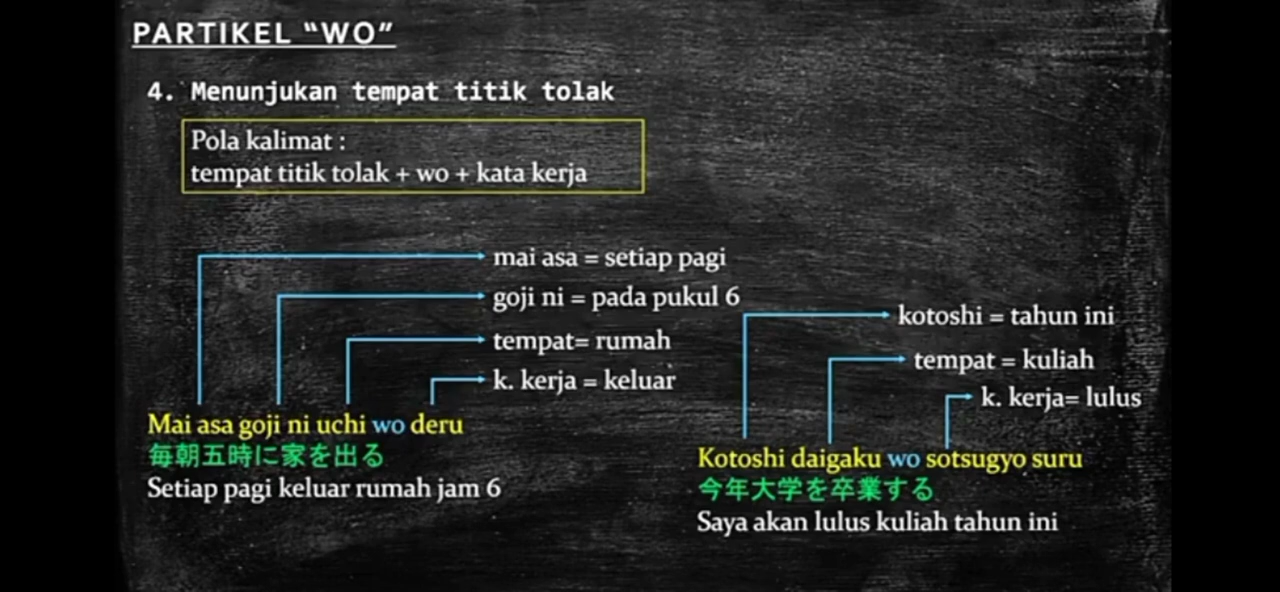 PARTIKEL “WO”
4. Menunjukan tempat titik tolak
Pola kalimat :
tempat titik tolak + wo + kata kerja
mai asa = setiap pagi
goji ni = pada pukul 6
tempat= rumah
k. kerja = keluar
Mai asa goji ni uchi wo deru
毎朝五時に家を出る
Setiap pagi keluar rumah jam 6
kotoshi = tahun ini
tempat = kuliah
k. kerja= lulus
Kotoshi daigaku wo sotsugyo suru
今年大学を卒業する
Saya akan lulus kuliah tahun ini